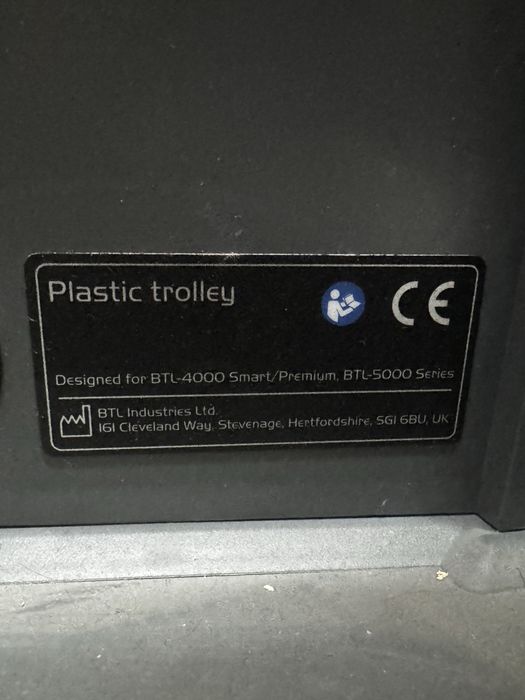 Plastic trolley
CE
Designed for BTL-4000 Smart/Premium, BTL-5000 Series
BTL Industries Ltd.
161 Cleveland Way, Stevenage, Hertfordshire, SG1 6BU, UK